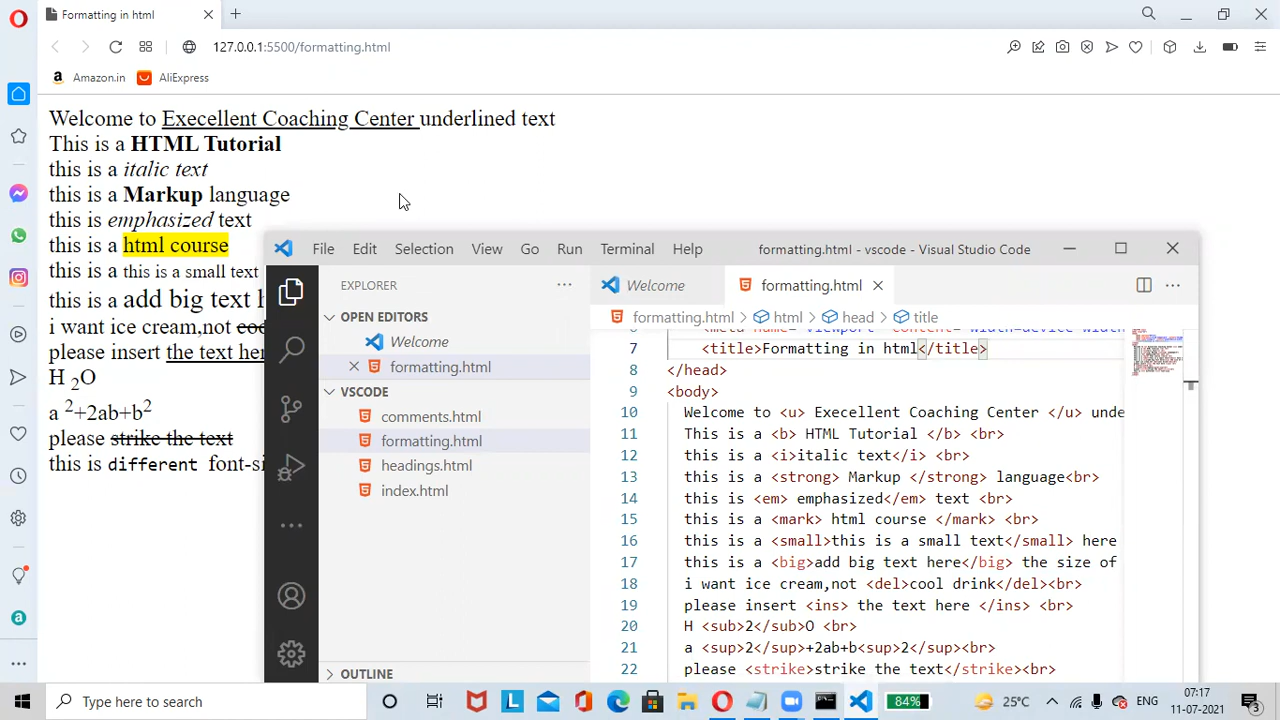 Formatting in html
127.0.0.1:5500/formatting.html
Amazon.in AliExpress
Welcome to Execellent Coaching Center underlined text
This is a HTML Tutorial
this is a italic text
this is a Markup language
this is emphasized text
this is a html course
this is a this is a small text
this is a add big text
i want ice cream,not
please insert the text her
H 2O
a 2+2ab+b2
please strike the text
this is different font-si
File Edit Selection View Go Run Terminal Help formatting.html - vscode - Visual Studio Code
EXPLORER
OPEN EDITORS
Welcome
formatting.html
VSCODE
comments.html
formatting.html
headings.html
index.html
OUTLINE
Welcome formatting.html
formatting.html > html > head > title
6 <meta name="viewport" content="width=device-width
7 <title>Formatting in html</title>
8 </head>
9 <body>
10 Welcome to <u> Execellent Coaching Center </u> unde
11 This is a <b> HTML Tutorial </b> <br>
12 this is a <i>italic text</i> <br>
13 this is a <strong> Markup </strong> language<br>
14 this is <em> emphasized</em> text <br>
15 this is a <mark> html course </mark> <br>
16 this is a <small>this is a small text</small> here
17 this is a <big>add big text here</big> the size of
18 i want ice cream,not <del>cool drink</del><br>
19 please insert <ins> the text here </ins> <br>
20 H <sub>2</sub>O <br>
21 a <sup>2</sup>+2ab+b<sup>2</sup><br>
22 please <strike>strike the text</strike><br>
Type here to search
84%
25°C
ENG
07:17
11-07-2021
3